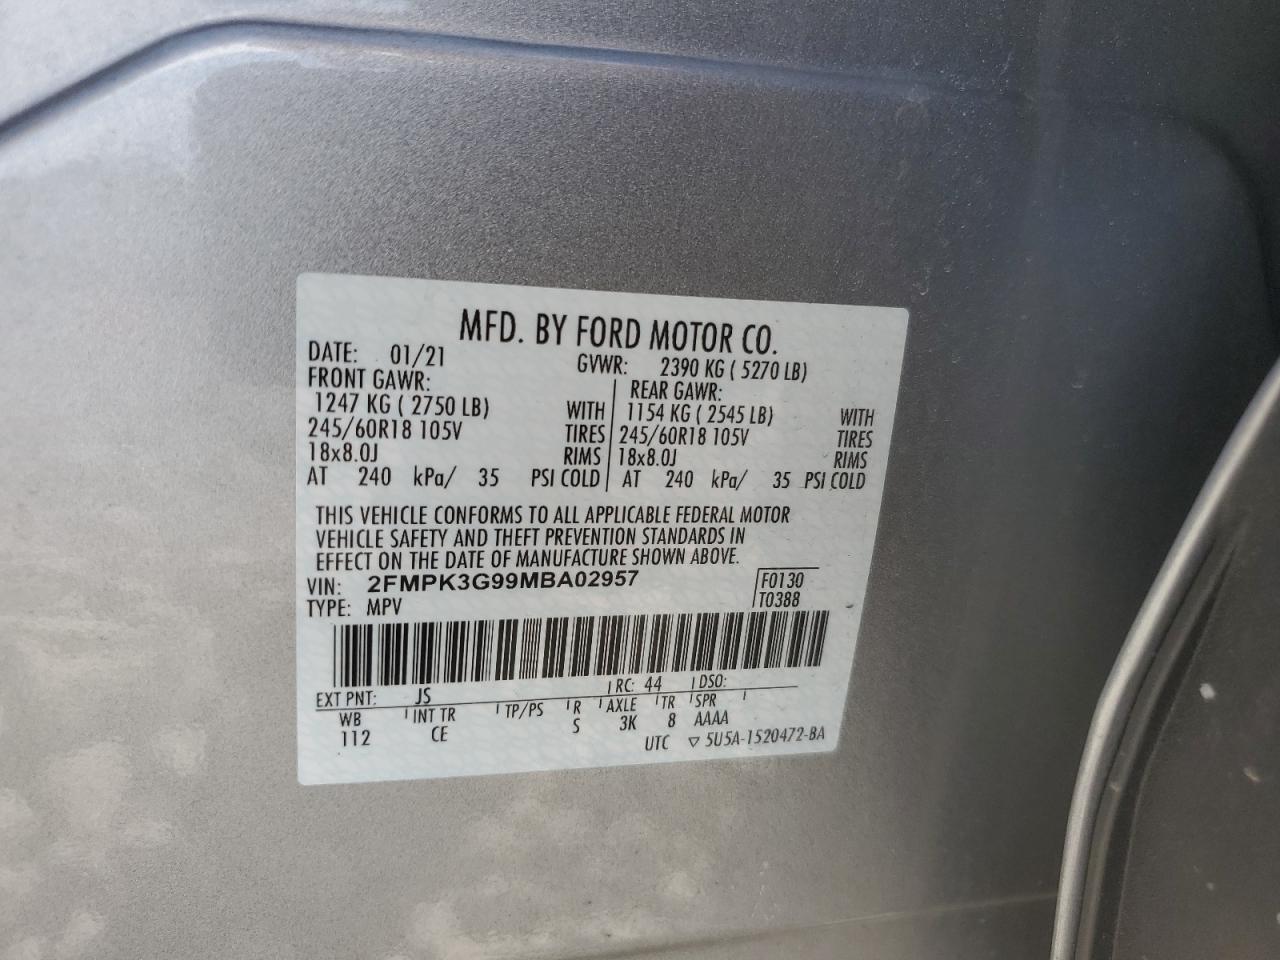 MFD. BY FORD MOTOR CO.
DATE: 01/21 GVWR: 2390 KG ( 5270 LB)
FRONT GAWR: REAR GAWR:
1247 KG ( 2750 LB) WITH 1154 KG ( 2545 LB) WITH
245/60R18 105V TIRES 245/60R18 105V TIRES
18x8.0J RIMS 18x8.0J RIMS
AT 240 kPa/ 35 PSI COLD AT 240 kPa/ 35 PSI COLD
THIS VEHICLE CONFORMS TO ALL APPLICABLE FEDERAL MOTOR
VEHICLE SAFETY AND THEFT PREVENTION STANDARDS IN
EFFECT ON THE DATE OF MANUFACTURE SHOWN ABOVE.
VIN: 2FMPK3G99MBA02957 F0130
TYPE: MPV T0388
EXT PNT: JS RC: 44 DSO:
WB INT TR TP/PS R AXLE TR SPR
112 CE S 3K 8 AAAA
UTC ▽ 5U5A-1520472-BA